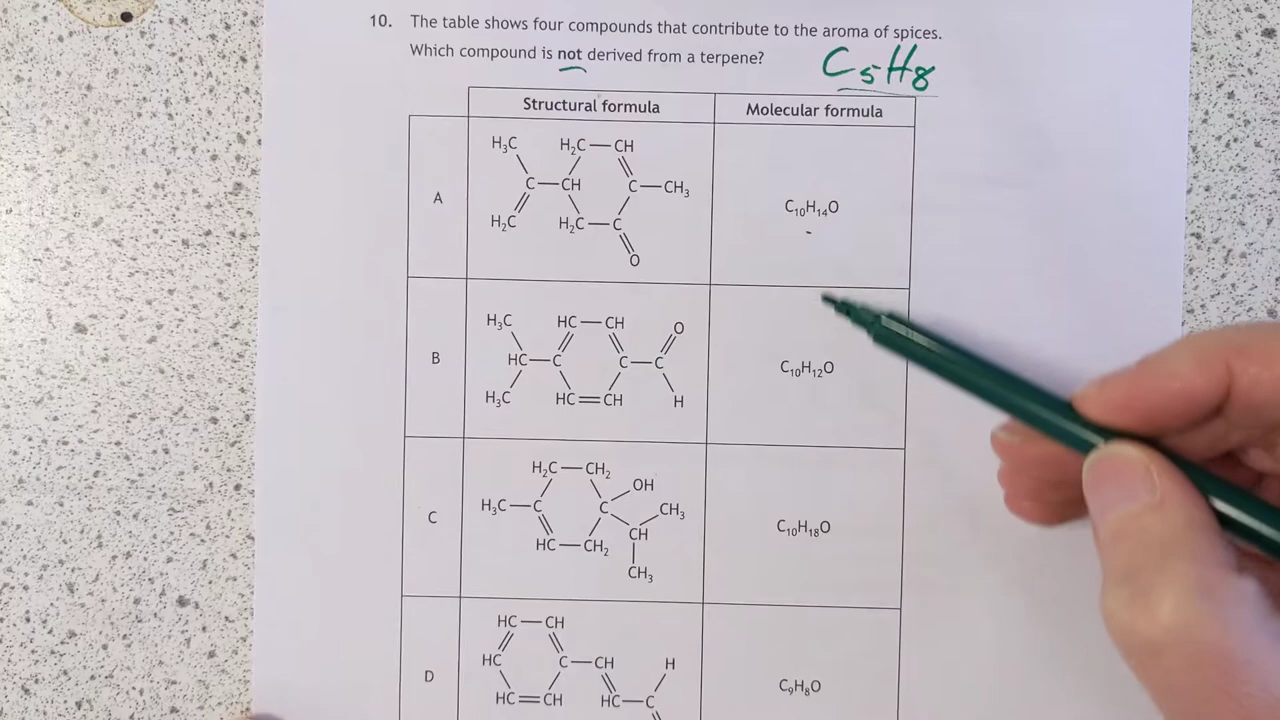 10. The table shows four compounds that contribute to the aroma of spices.
Which compound is not derived from a terpene?
C₅H₈
Structural formula Molecular formula
A
H₃C H₂C—CH
C—CH C—CH₃
H₂C H₂C—C
O
C₁₀H₁₄O
B
H₃C HC—CH O
HC—C C—C
H₃C HC=CH H
C₁₀H₁₂O
C
H₂C—CH₂ OH
H₃C—C C CH₃
HC—CH₂ CH
CH₃
C₁₀H₁₈O
D
HC—CH
HC C—CH H
HC=CH HC—C
C₉H₈O